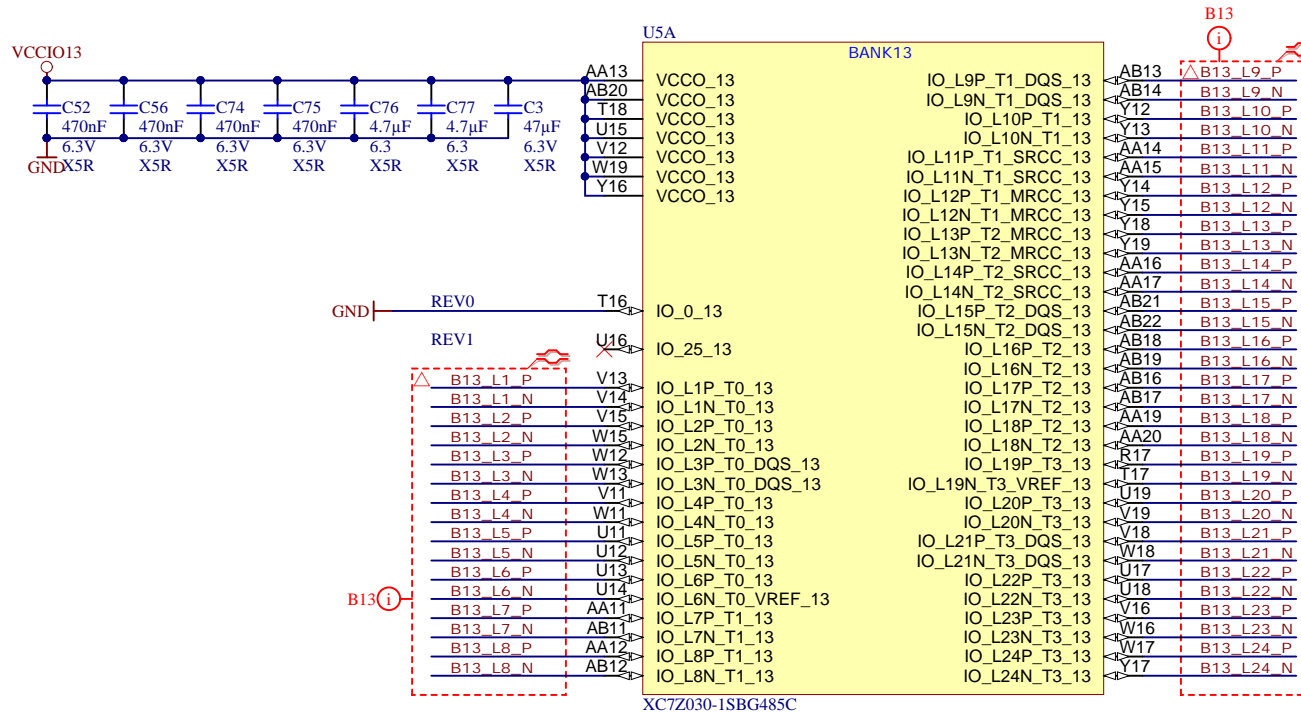 B13
U5A
VCCIO13
BANK13
AA13 VCCO_13
AB20 VCCO_13
T18 VCCO_13
U15 VCCO_13
V12 VCCO_13
W19 VCCO_13
Y16 VCCO_13
C52 C56 C74 C75 C76 C77 C3
470nF 470nF 470nF 470nF 4.7µF 4.7µF 47µF
6.3V 6.3V 6.3V 6.3V 6.3 6.3 6.3V
X5R X5R X5R X5R X5R X5R X5R
GND
GND REV0 T16 IO_0_13
REV1 U16 IO_25_13
B13_L1_P V13 IO_L1P_T0_13
B13_L1_N V14 IO_L1N_T0_13
B13_L2_P V15 IO_L2P_T0_13
B13_L2_N W15 IO_L2N_T0_13
B13_L3_P W12 IO_L3P_T0_DQS_13
B13_L3_N W13 IO_L3N_T0_DQS_13
B13_L4_P V11 IO_L4P_T0_13
B13_L4_N W11 IO_L4N_T0_13
B13_L5_P U11 IO_L5P_T0_13
B13_L5_N U12 IO_L5N_T0_13
B13_L6_P U13 IO_L6P_T0_13
B13 i
B13_L6_N U14 IO_L6N_T0_VREF_13
B13_L7_P AA11 IO_L7P_T1_13
B13_L7_N AB11 IO_L7N_T1_13
B13_L8_P AA12 IO_L8P_T1_13
B13_L8_N AB12 IO_L8N_T1_13
i
IO_L9P_T1_DQS_13 AB13 B13_L9_P
IO_L9N_T1_DQS_13 AB14 B13_L9_N
IO_L10P_T1_13 Y12 B13_L10_P
IO_L10N_T1_13 Y13 B13_L10_N
IO_L11P_T1_SRCC_13 AA14 B13_L11_P
IO_L11N_T1_SRCC_13 AA15 B13_L11_N
IO_L12P_T1_MRCC_13 Y14 B13_L12_P
IO_L12N_T1_MRCC_13 Y15 B13_L12_N
IO_L13P_T2_MRCC_13 Y18 B13_L13_P
IO_L13N_T2_MRCC_13 Y19 B13_L13_N
IO_L14P_T2_SRCC_13 AA16 B13_L14_P
IO_L14N_T2_SRCC_13 AA17 B13_L14_N
IO_L15P_T2_DQS_13 AB21 B13_L15_P
IO_L15N_T2_DQS_13 AB22 B13_L15_N
IO_L16P_T2_13 AB18 B13_L16_P
IO_L16N_T2_13 AB19 B13_L16_N
IO_L17P_T2_13 AB16 B13_L17_P
IO_L17N_T2_13 AB17 B13_L17_N
IO_L18P_T2_13 AA19 B13_L18_P
IO_L18N_T2_13 AA20 B13_L18_N
IO_L19P_T3_13 R17 B13_L19_P
IO_L19N_T3_VREF_13 T17 B13_L19_N
IO_L20P_T3_13 U19 B13_L20_P
IO_L20N_T3_13 V19 B13_L20_N
IO_L21P_T3_DQS_13 V18 B13_L21_P
IO_L21N_T3_DQS_13 W18 B13_L21_N
IO_L22P_T3_13 U17 B13_L22_P
IO_L22N_T3_13 U18 B13_L22_N
IO_L23P_T3_13 V16 B13_L23_P
IO_L23N_T3_13 W16 B13_L23_N
IO_L24P_T3_13 W17 B13_L24_P
IO_L24N_T3_13 Y17 B13_L24_N
XC7Z030-1SBG485C